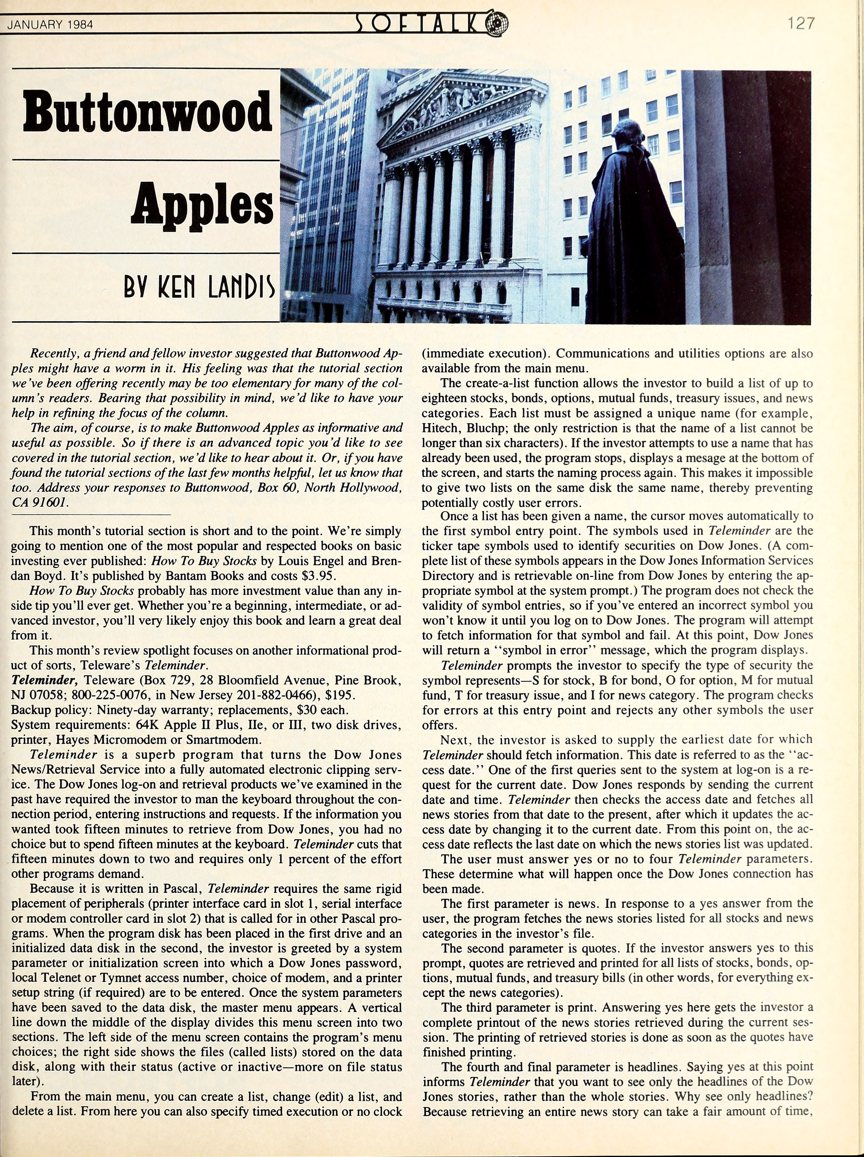 JANUARY 1984
SOFTALK
127
Buttonwood
Apples
BY KEN LANDIS
Recently, a friend and fellow investor suggested that Buttonwood Ap-
ples might have a worm in it. His feeling was that the tutorial section
we've been offering recently may be too elementary for many of the col-
umn's readers. Bearing that possibility in mind, we'd like to have your
help in refining the focus of the column.
The aim, of course, is to make Buttonwood Apples as informative and
useful as possible. So if there is an advanced topic you'd like to see
covered in the tutorial section, we'd like to hear about it. Or, if you have
found the tutorial sections of the last few months helpful, let us know that
too. Address your responses to Buttonwood, Box 60, North Hollywood,
CA 91601.
This month's tutorial section is short and to the point. We're simply
going to mention one of the most popular and respected books on basic
investing ever published: How To Buy Stocks by Louis Engel and Bren-
dan Boyd. It's published by Bantam Books and costs $3.95.
How To Buy Stocks probably has more investment value than any in-
side tip you'll ever get. Whether you're a beginning, intermediate, or ad-
vanced investor, you'll very likely enjoy this book and learn a great deal
from it.
This month's review spotlight focuses on another informational prod-
uct of sorts, Teleware's Teleminder.
Teleminder, Teleware (Box 729, 28 Bloomfield Avenue, Pine Brook,
NJ 07058; 800-225-0076, in New Jersey 201-882-0466), $195.
Backup policy: Ninety-day warranty; replacements, $30 each.
System requirements: 64K Apple II Plus, IIe, or III, two disk drives,
printer, Hayes Micromodem or Smartmodem.
Teleminder is a superb program that turns the Dow Jones
News/Retrieval Service into a fully automated electronic clipping serv-
ice. The Dow Jones log-on and retrieval products we've examined in the
past have required the investor to man the keyboard throughout the con-
nection period, entering instructions and requests. If the information you
wanted took fifteen minutes to retrieve from Dow Jones, you had no
choice but to spend fifteen minutes at the keyboard. Teleminder cuts that
fifteen minutes down to two and requires only 1 percent of the effort
other programs demand.
Because it is written in Pascal, Teleminder requires the same rigid
placement of peripherals (printer interface card in slot 1, serial interface
or modem controller card in slot 2) that is called for in other Pascal pro-
grams. When the program disk has been placed in the first drive and an
initialized data disk in the second, the investor is greeted by a system
parameter or initialization screen into which a Dow Jones password,
local Telenet or Tymnet access number, choice of modem, and a printer
setup string (if required) are to be entered. Once the system parameters
have been saved to the data disk, the master menu appears. A vertical
line down the middle of the display divides this menu screen into two
sections. The left side of the menu screen contains the program's menu
choices; the right side shows the files (called lists) stored on the data
disk, along with their status (active or inactive—more on file status
later).
From the main menu, you can create a list, change (edit) a list, and
delete a list. From here you can also specify timed execution or no clock
(immediate execution). Communications and utilities options are also
available from the main menu.
The create-a-list function allows the investor to build a list of up to
eighteen stocks, bonds, options, mutual funds, treasury issues, and news
categories. Each list must be assigned a unique name (for example,
Hitech, Bluchp; the only restriction is that the name of a list cannot be
longer than six characters). If the investor attempts to use a name that has
already been used, the program stops, displays a mesage at the bottom of
the screen, and starts the naming process again. This makes it impossible
to give two lists on the same disk the same name, thereby preventing
potentially costly user errors.
Once a list has been given a name, the cursor moves automatically to
the first symbol entry point. The symbols used in Teleminder are the
ticker tape symbols used to identify securities on Dow Jones. (A com-
plete list of these symbols appears in the Dow Jones Information Services
Directory and is retrievable on-line from Dow Jones by entering the ap-
propriate symbol at the system prompt.) The program does not check the
validity of symbol entries, so if you've entered an incorrect symbol you
won't know it until you log on to Dow Jones. The program will attempt
to fetch information for that symbol and fail. At this point, Dow Jones
will return a "symbol in error" message, which the program displays.
Teleminder prompts the investor to specify the type of security the
symbol represents—S for stock, B for bond, O for option, M for mutual
fund, T for treasury issue, and I for news category. The program checks
for errors at this entry point and rejects any other symbols the user
offers.
Next, the investor is asked to supply the earliest date for which
Teleminder should fetch information. This date is referred to as the "ac-
cess date." One of the first queries sent to the system at log-on is a re-
quest for the current date. Dow Jones responds by sending the current
date and time. Teleminder then checks the access date and fetches all
news stories from that date to the present, after which it updates the ac-
cess date by changing it to the current date. From this point on, the ac-
cess date reflects the last date on which the news stories list was updated.
The user must answer yes or no to four Teleminder parameters.
These determine what will happen once the Dow Jones connection has
been made.
The first parameter is news. In response to a yes answer from the
user, the program fetches the news stories listed for all stocks and news
categories in the investor's file.
The second parameter is quotes. If the investor answers yes to this
prompt, quotes are retrieved and printed for all lists of stocks, bonds, op-
tions, mutual funds, and treasury bills (in other words, for everything ex-
cept the news categories).
The third parameter is print. Answering yes here gets the investor a
complete printout of the news stories retrieved during the current ses-
sion. The printing of retrieved stories is done as soon as the quotes have
finished printing.
The fourth and final parameter is headlines. Saying yes at this point
informs Teleminder that you want to see only the headlines of the Dow
Jones stories, rather than the whole stories. Why see only headlines?
Because retrieving an entire news story can take a fair amount of time,